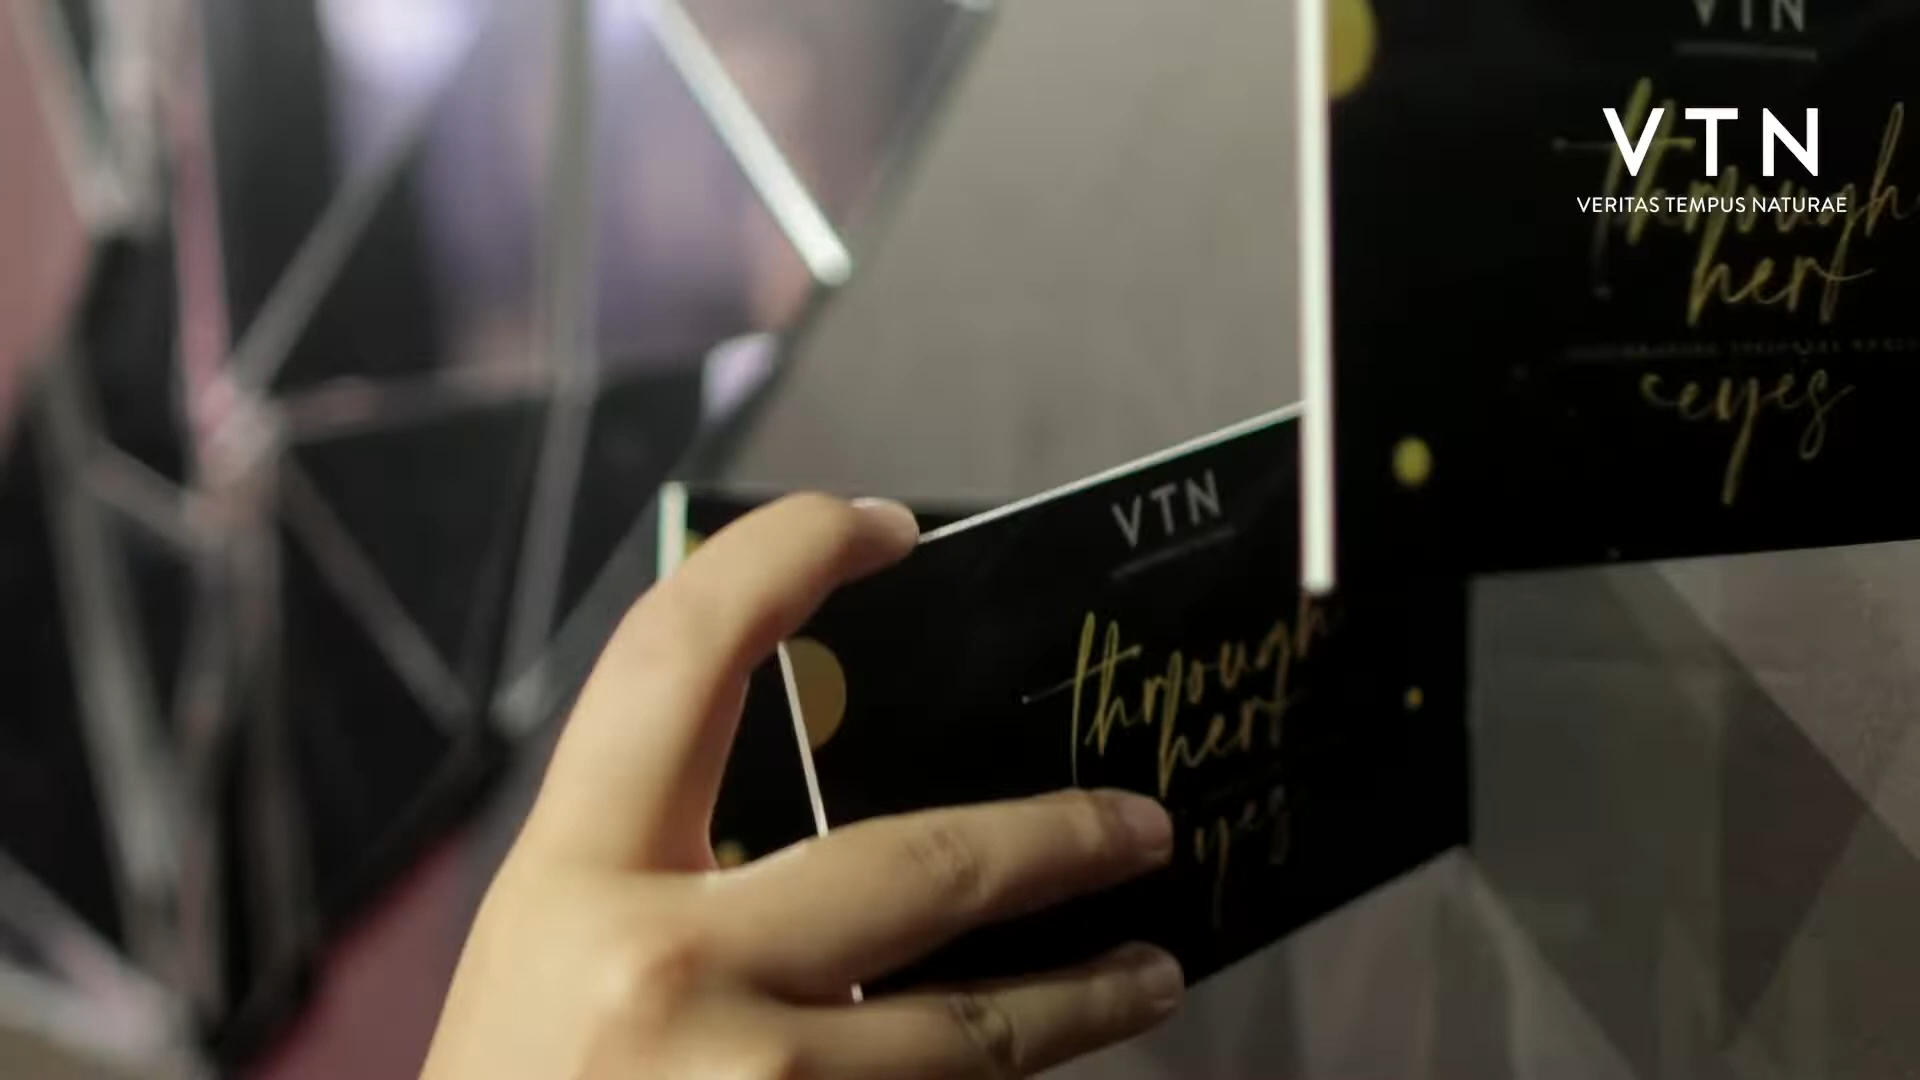 VTN
through
her
eyes
VTN
VERITAS TEMPUS NATURAE
VTN
through
her
eyes